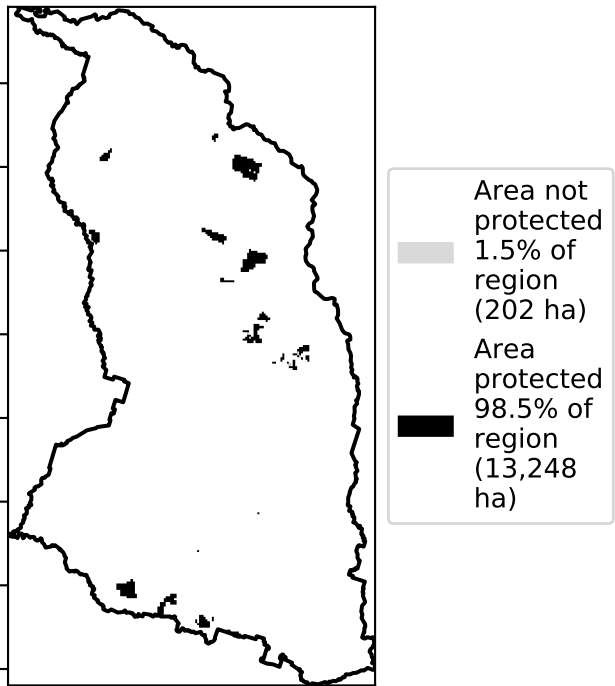 Area not
protected
1.5% of
region
(202 ha)
Area
protected
98.5% of
region
(13,248
ha)